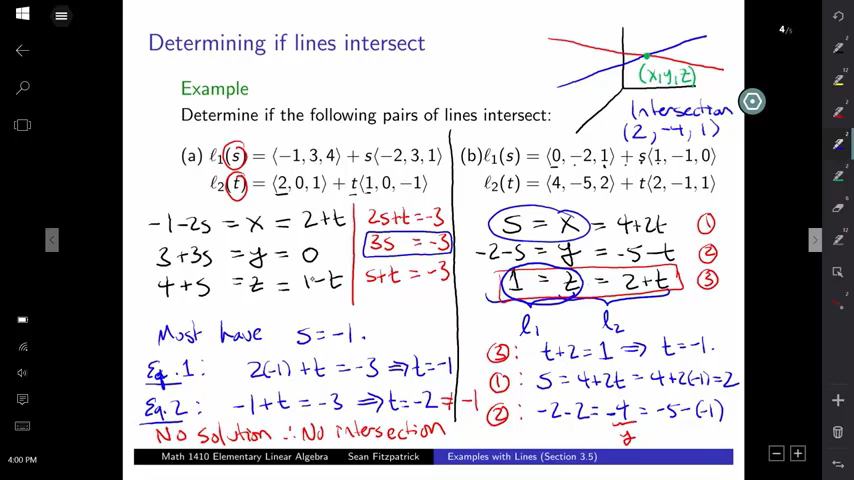 4/5
Determining if lines intersect
(x,y,z)
Example
Determine if the following pairs of lines intersect:
Intersection
(2, -4, 1)
(a) ℓ₁(s) = ⟨−1, 3, 4⟩ + s⟨−2, 3, 1⟩
ℓ₂(t) = ⟨2, 0, 1⟩ + t⟨1, 0, −1⟩
-1-2s = x = 2+t
3+3s = y = 0
4+s = z = 1-t
2s+t = -3
3s = -3
s+t = -3
Must have s = -1.
Eq. 1: 2(-1) + t = -3 ⟹ t = -1
Eq. 2: -1+t = -3 ⟹ t = -2 ≠ -1
No solution ∴ No intersection
(b) ℓ₁(s) = ⟨0, −2, 1⟩ + s⟨1, −1, 0⟩
ℓ₂(t) = ⟨4, −5, 2⟩ + t⟨2, −1, 1⟩
s = x = 4+2t ①
-2-s = y = -5-t ②
1 = z = 2+t ③
ℓ₁ ℓ₂
③: t+2 = 1 ⟹ t = -1.
①: s = 4+2t = 4+2(-1) = 2
②: -2-2 = -4 = -5-(-1)
y
Math 1410 Elementary Linear Algebra Sean Fitzpatrick Examples with Lines (Section 3.5)
4:00 PM